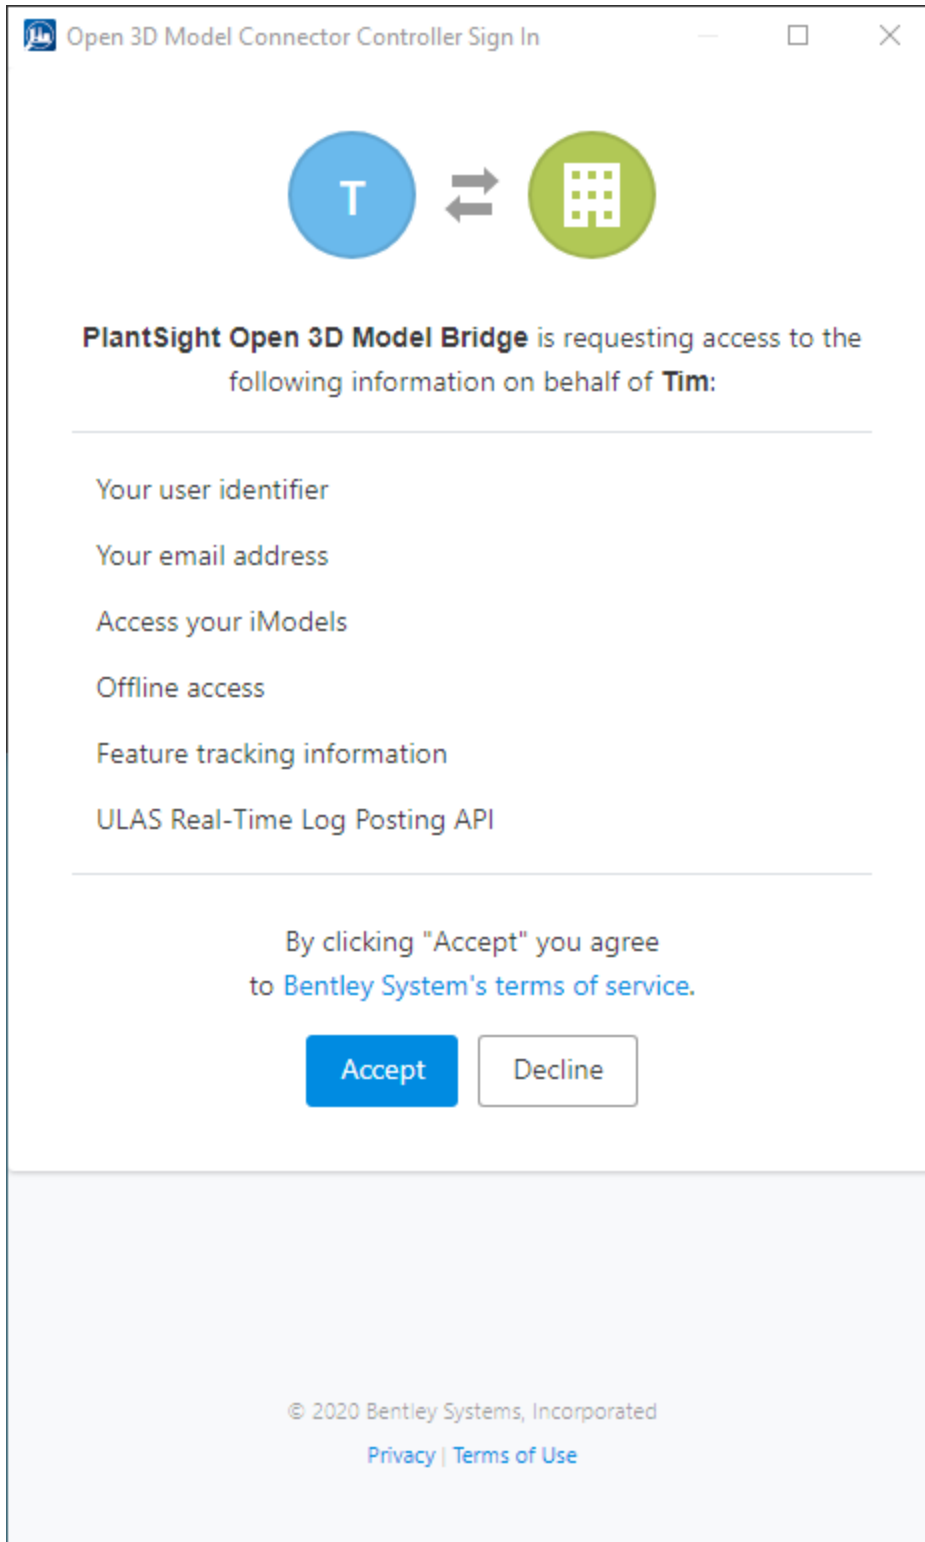 Open 3D Model Connector Controller Sign In
T
PlantSight Open 3D Model Bridge is requesting access to the
following information on behalf of Tim:
Your user identifier
Your email address
Access your iModels
Offline access
Feature tracking information
ULAS Real-Time Log Posting API
By clicking "Accept" you agree
to Bentley System's terms of service.
Accept Decline
© 2020 Bentley Systems, Incorporated
Privacy | Terms of Use